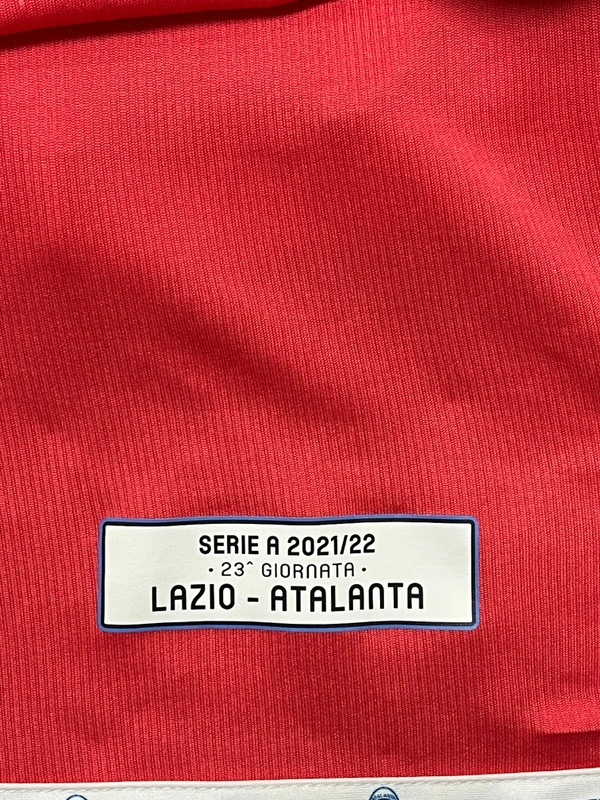 SERIE A 2021/22
· 23^ GIORNATA ·
LAZIO - ATALANTA